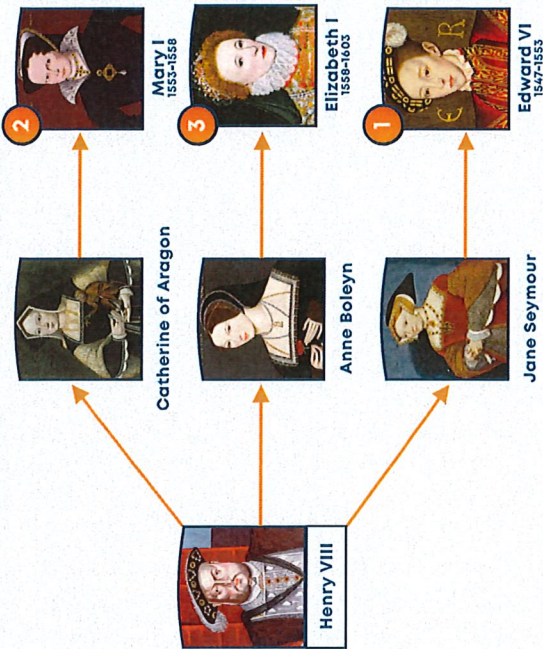 Henry VIII
Jane Seymour
Anne Boleyn
Catherine of Aragon
1
E R
Edward VI
1547–1553
3
Elizabeth I
1558–1603
2
Mary I
1553–1558